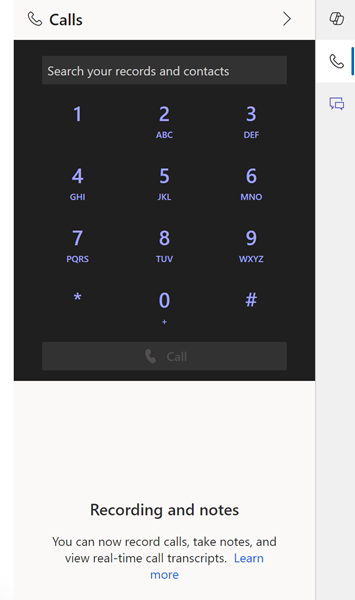 Calls
Search your records and contacts
1 2 3
ABC DEF
4 5 6
GHI JKL MNO
7 8 9
PQRS TUV WXYZ
* 0 #
+
Call
Recording and notes
You can now record calls, take notes, and
view real-time call transcripts. Learn
more